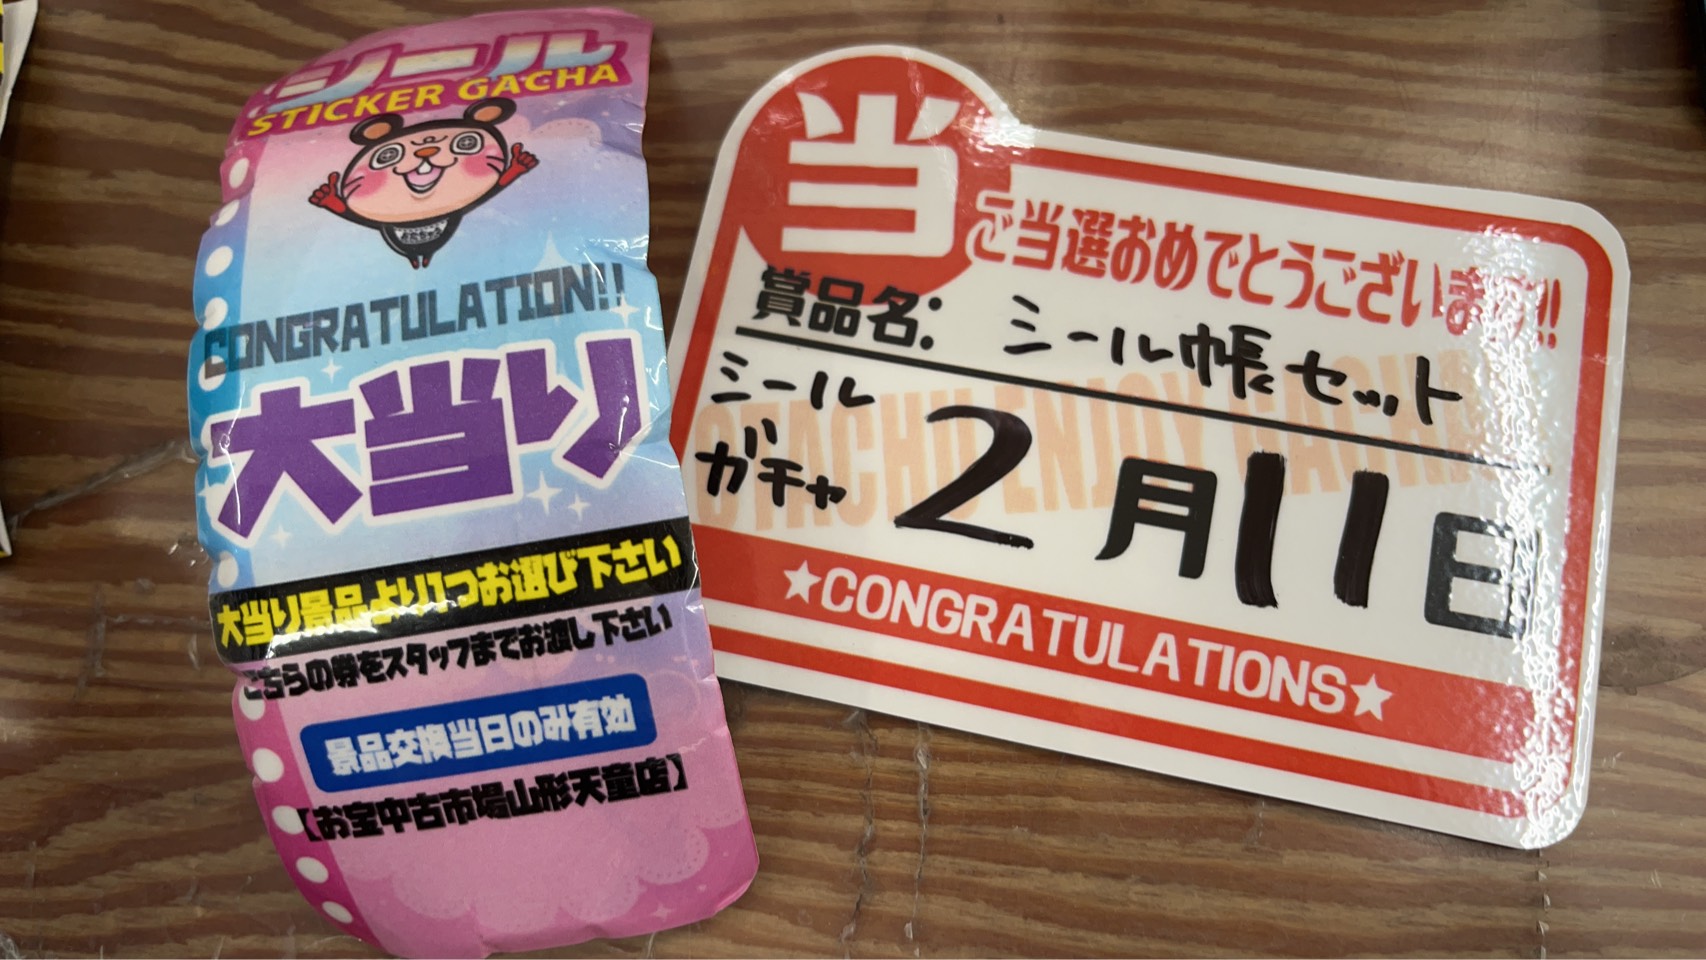 シール
STICKER GACHA
CONGRATULATION!!
大当り
大当り景品より1つお選び下さい
こちらの券をスタッフまでお渡し下さい
景品交換当日のみ有効
【お宝中古市場山形天童店】
当
ご当選おめでとうございます!!
賞品名: シール帳セット
シール
ガチャ
2月11日
OTACHU ENJOY GACHA
★CONGRATULATIONS★